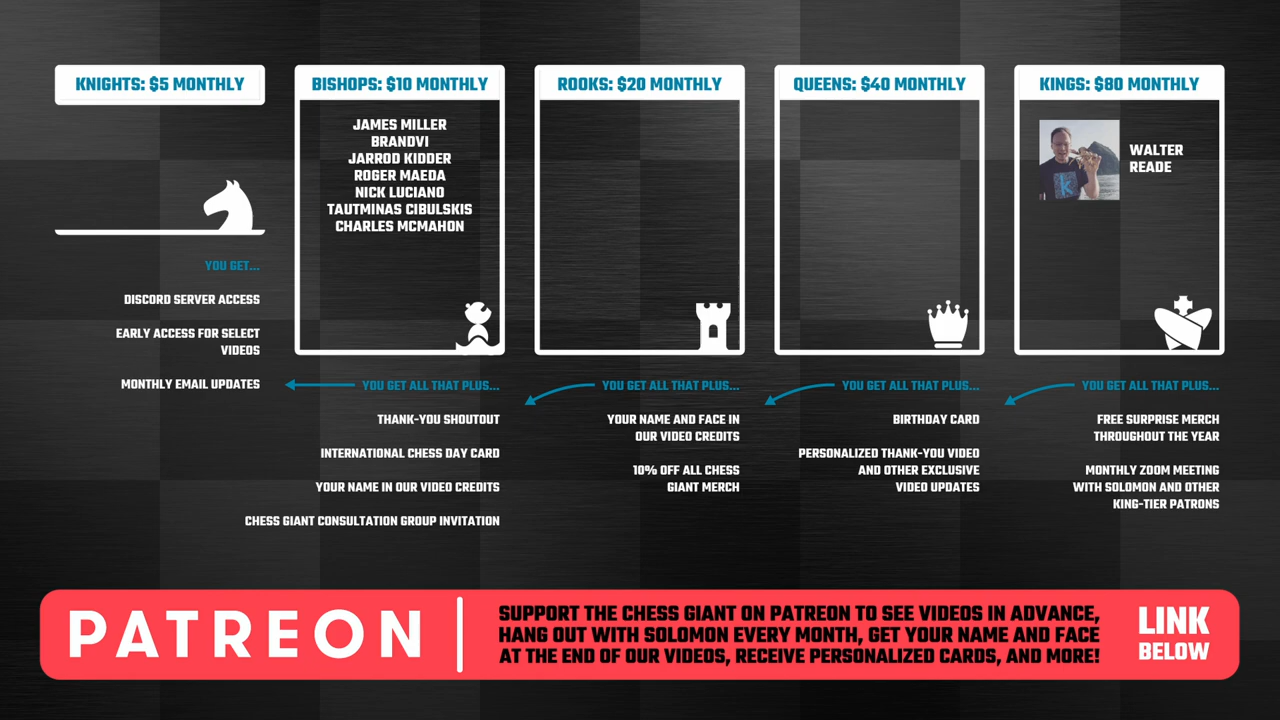 KNIGHTS: $5 MONTHLY
YOU GET...
DISCORD SERVER ACCESS
EARLY ACCESS FOR SELECT
VIDEOS
MONTHLY EMAIL UPDATES
BISHOPS: $10 MONTHLY
JAMES MILLER
BRANDVI
JARROD KIDDER
ROGER MAEDA
NICK LUCIANO
TAUTMINAS CIBULSKIS
CHARLES MCMAHON
YOU GET ALL THAT PLUS...
THANK-YOU SHOUTOUT
INTERNATIONAL CHESS DAY CARD
YOUR NAME IN OUR VIDEO CREDITS
CHESS GIANT CONSULTATION GROUP INVITATION
ROOKS: $20 MONTHLY
YOU GET ALL THAT PLUS...
YOUR NAME AND FACE IN
OUR VIDEO CREDITS
10% OFF ALL CHESS
GIANT MERCH
QUEENS: $40 MONTHLY
YOU GET ALL THAT PLUS...
BIRTHDAY CARD
PERSONALIZED THANK-YOU VIDEO
AND OTHER EXCLUSIVE
VIDEO UPDATES
KINGS: $80 MONTHLY
k
WALTER
READE
YOU GET ALL THAT PLUS...
FREE SURPRISE MERCH
THROUGHOUT THE YEAR
MONTHLY ZOOM MEETING
WITH SOLOMON AND OTHER
KING-TIER PATRONS
PATREON
SUPPORT THE CHESS GIANT ON PATREON TO SEE VIDEOS IN ADVANCE,
HANG OUT WITH SOLOMON EVERY MONTH, GET YOUR NAME AND FACE
AT THE END OF OUR VIDEOS, RECEIVE PERSONALIZED CARDS, AND MORE!
LINK
BELOW